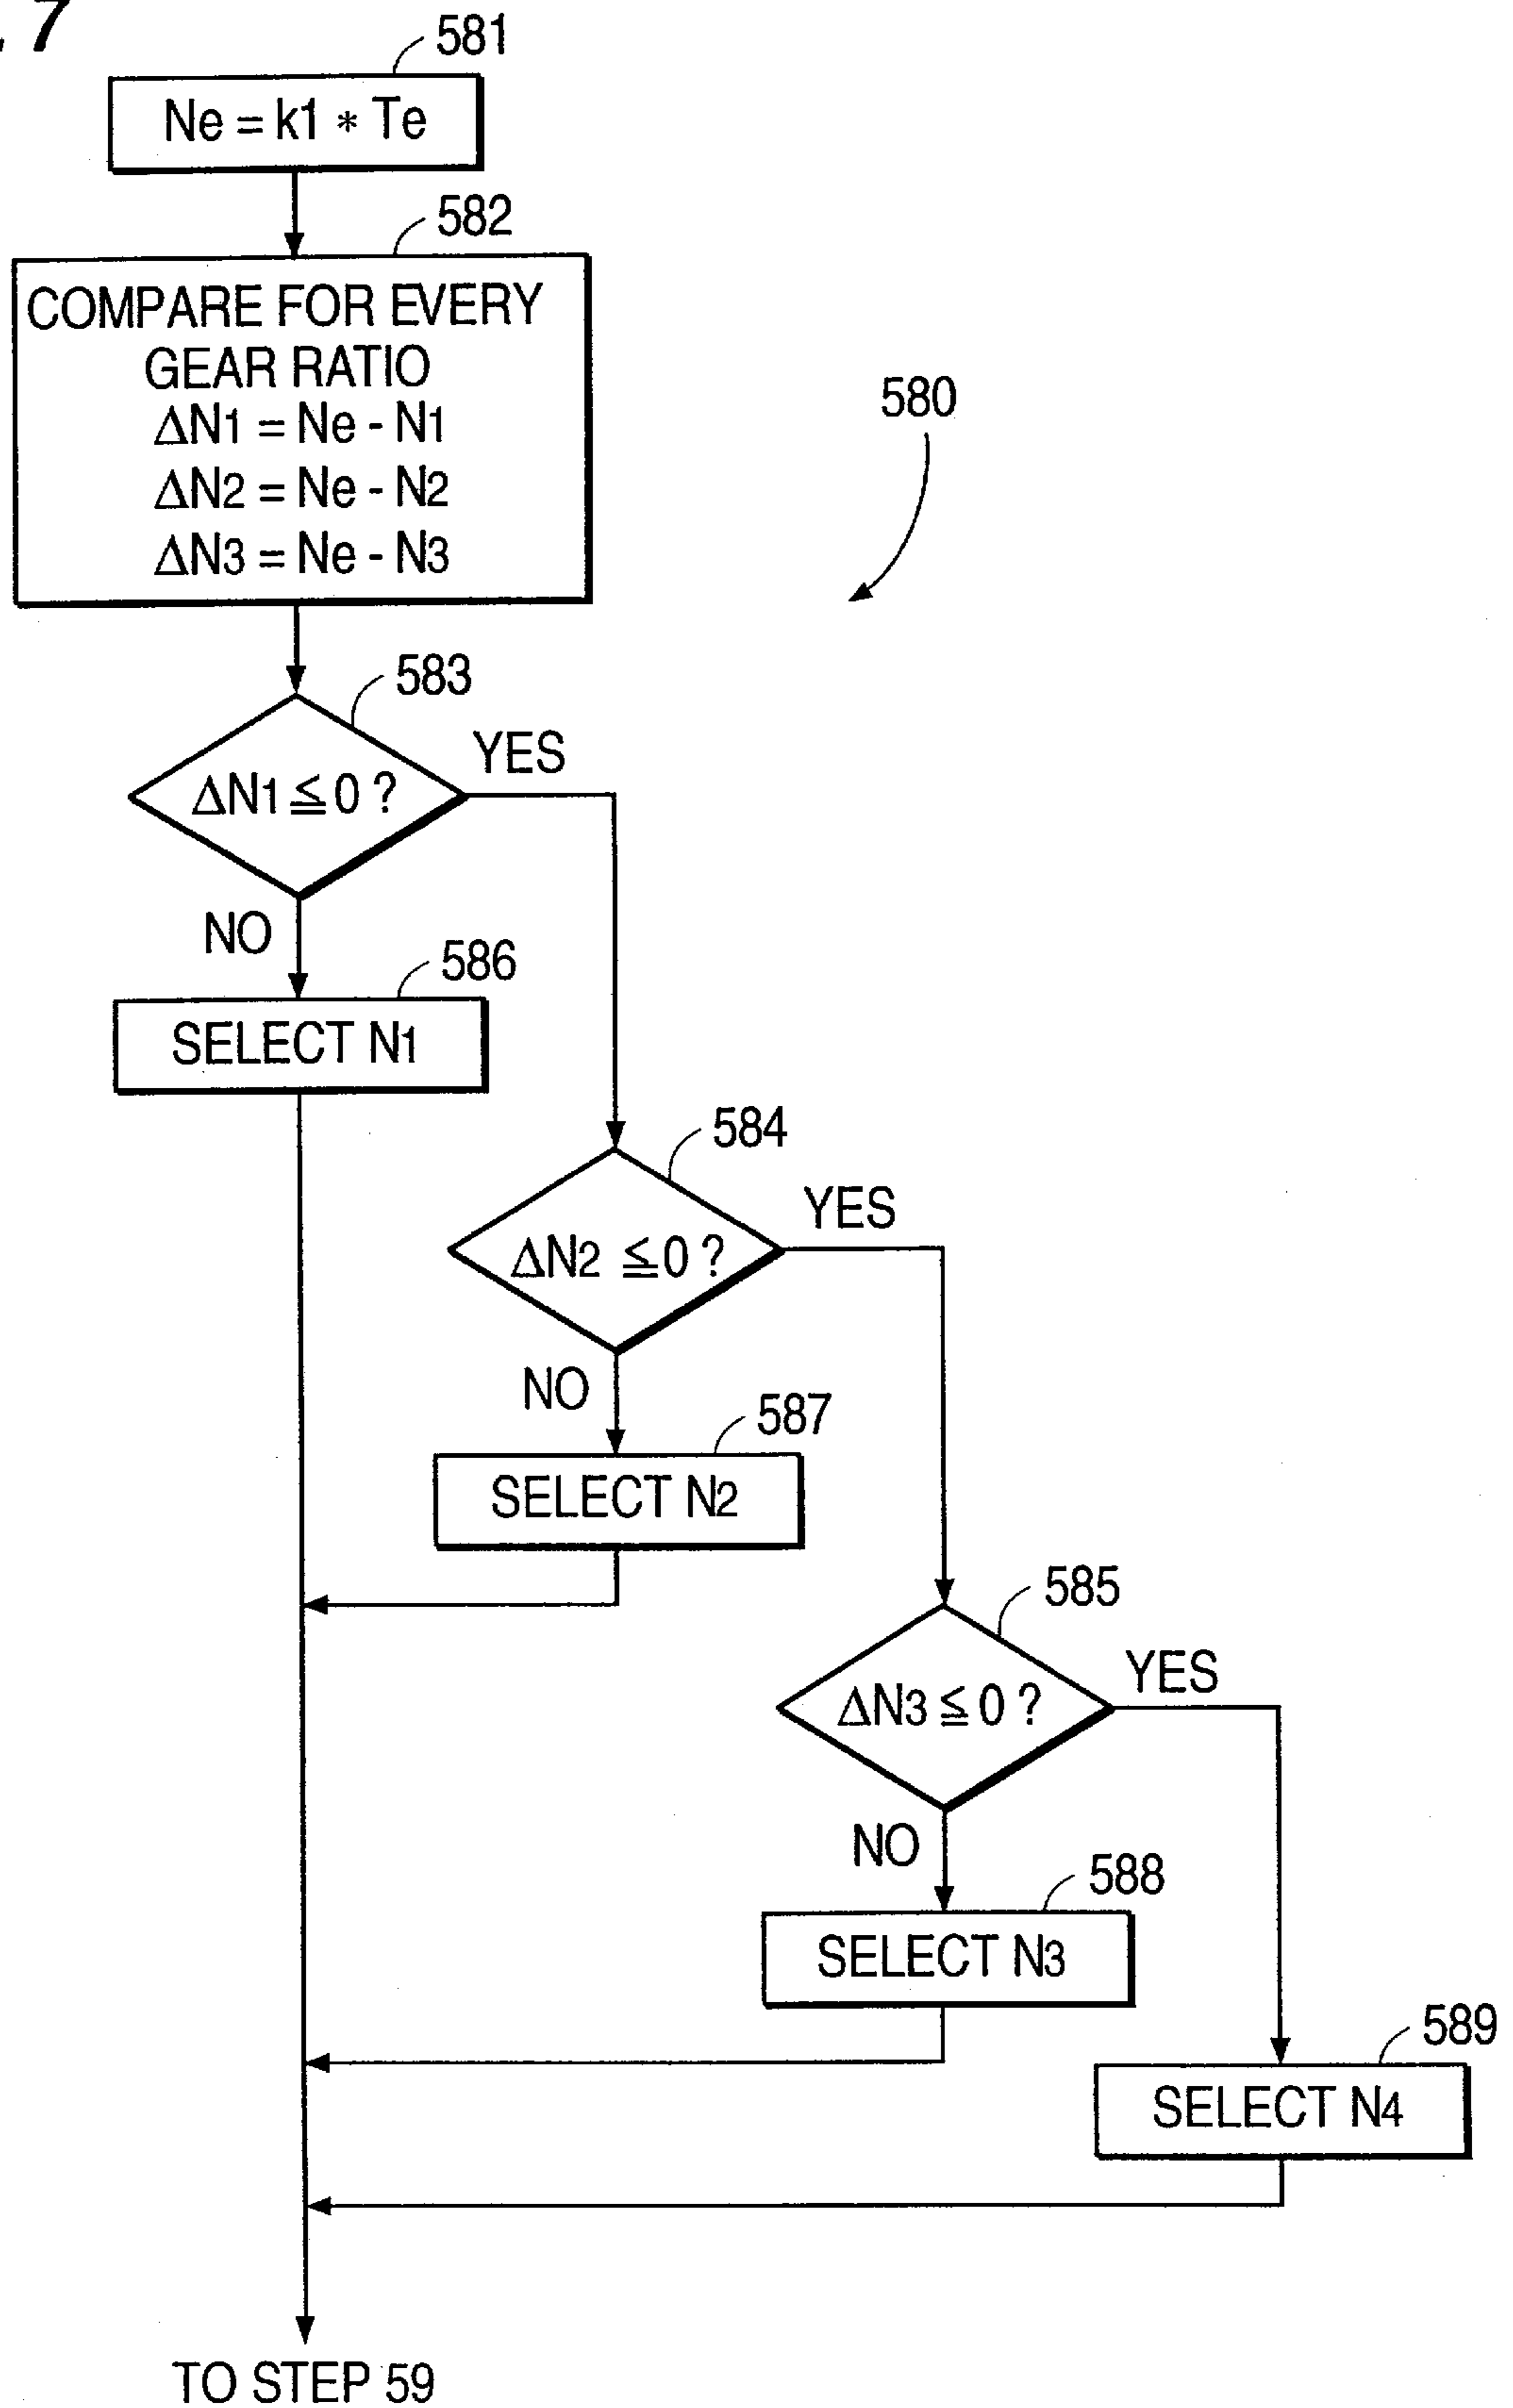 . 7
581
Ne = k1 * Te
582
COMPARE FOR EVERY
GEAR RATIO
ΔN1 = Ne - N1
ΔN2 = Ne - N2
ΔN3 = Ne - N3
580
583
ΔN1 ≦ 0 ?
YES
NO
586
SELECT N1
584
ΔN2 ≦ 0 ?
YES
NO
587
SELECT N2
585
ΔN3 ≦ 0 ?
YES
NO
588
SELECT N3
589
SELECT N4
TO STEP 59